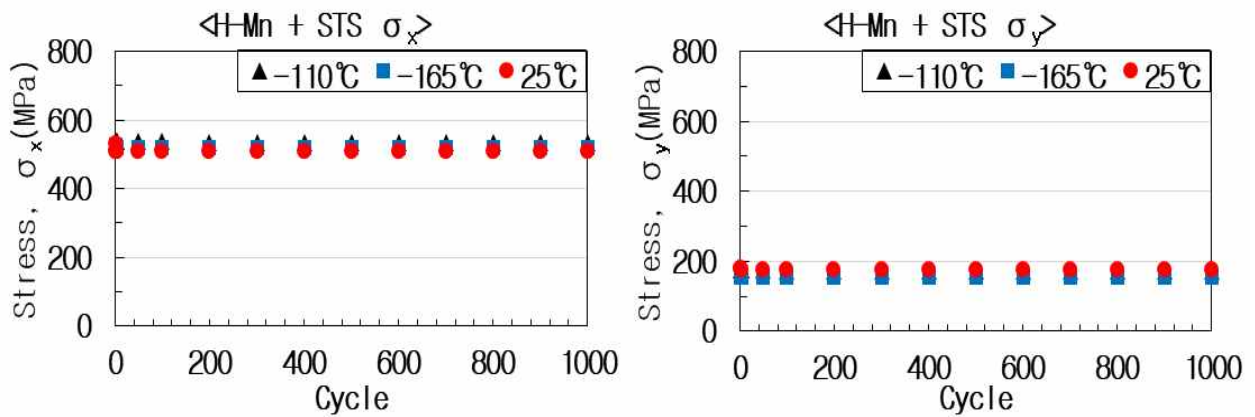 <H-Mn + STS σx>
▲-110℃ ■-165℃ ●25℃
Stress, σx(MPa)
800
600
400
200
0
0 200 400 600 800 1000
Cycle
<H-Mn + STS σy>
▲-110℃ ■-165℃ ●25℃
Stress, σy(MPa)
800
600
400
200
0
0 200 400 600 800 1000
Cycle